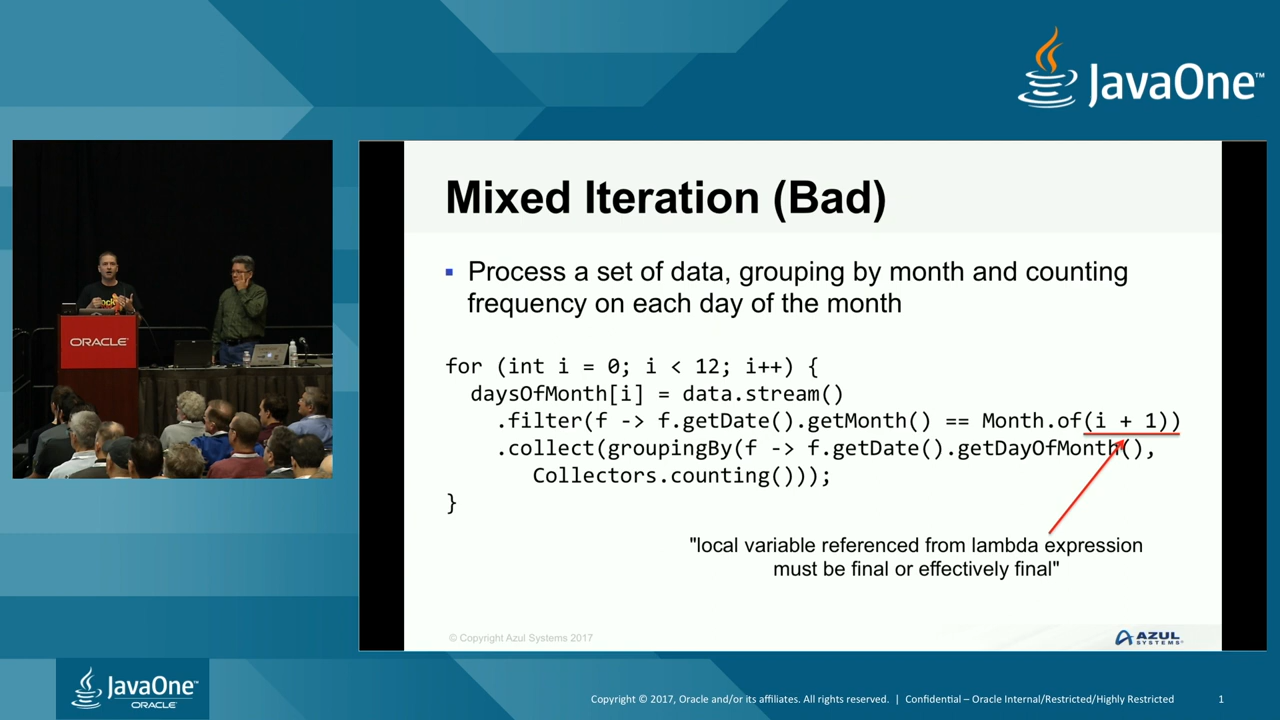 JavaOne™
ORACLE
Mixed Iteration (Bad)
▪ Process a set of data, grouping by month and counting
frequency on each day of the month
for (int i = 0; i < 12; i++) {
daysOfMonth[i] = data.stream()
.filter(f -> f.getDate().getMonth() == Month.of(i + 1))
.collect(groupingBy(f -> f.getDate().getDayOfMonth(),
Collectors.counting()));
}
"local variable referenced from lambda expression
must be final or effectively final"
© Copyright Azul Systems 2017
AZUL
SYSTEMS
JavaOne™
ORACLE
Copyright © 2017, Oracle and/or its affiliates. All rights reserved. | Confidential – Oracle Internal/Restricted/Highly Restricted 1